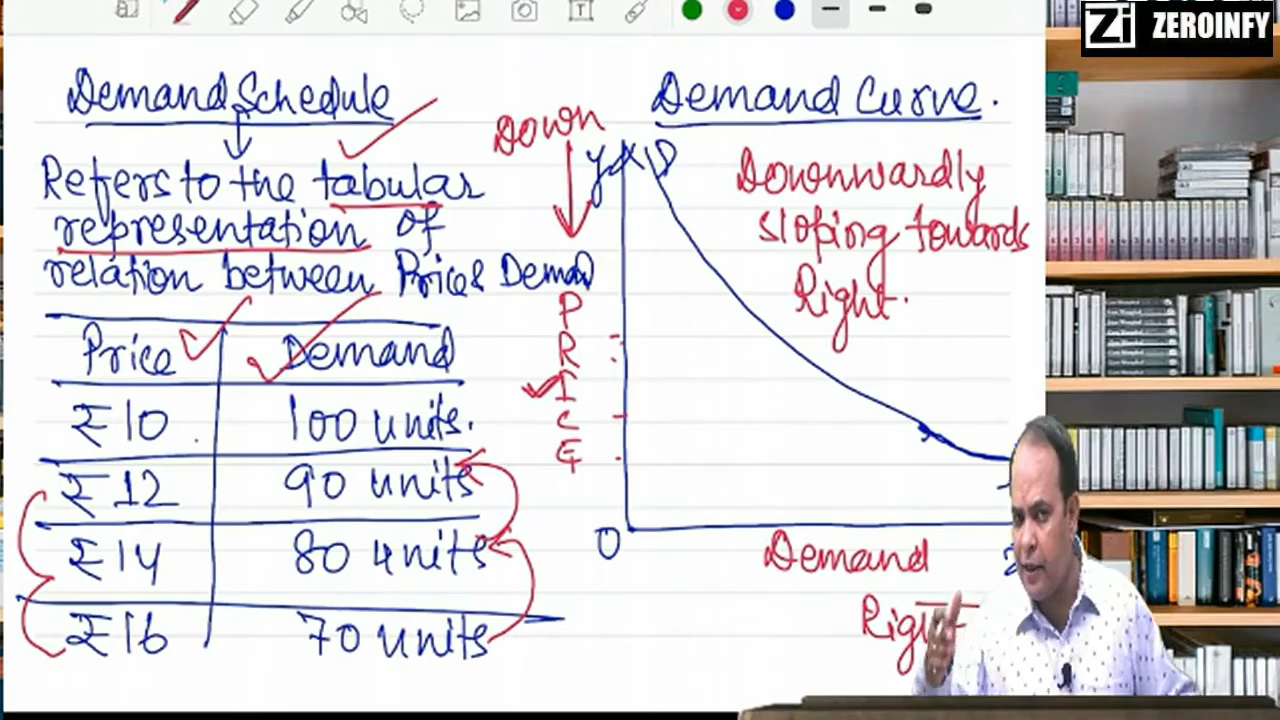 ZEROINFY
Demand Schedule
Refers to the tabular
representation of
relation between Price & Demand
Price Demand
₹10 100 units.
₹12 90 units
₹14 80 units
₹16 70 units
Demand Curve.
Down
Y D
Downwardly
sloping towards
Right.
PRICE
O
Demand
Right